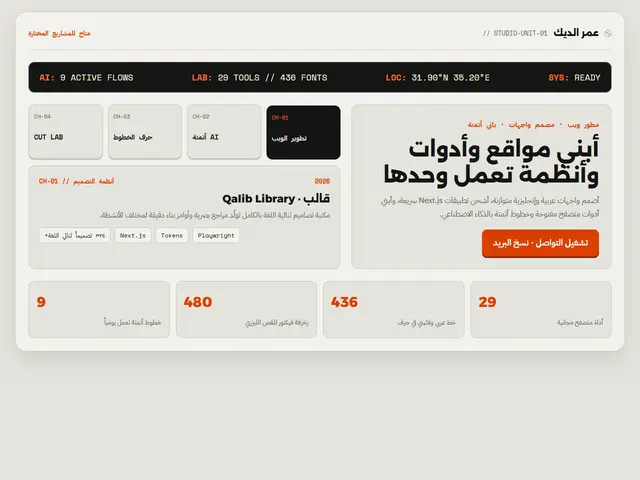 عمر الديك
// STUDIO-UNIT-01
متاح للمشاريع المختارة
AI: 9 ACTIVE FLOWS
LAB: 29 TOOLS // 436 FONTS
LOC: 31.90°N 35.20°E
SYS: READY
مطور ويب · مصمم واجهات · باني أتمتة
أبني مواقع وأدوات
وأنظمة تعمل وحدها
أصمم واجهات عربية وإنجليزية متوازنة، أشحن تطبيقات Next.js سريعة، وأبني
أدوات متصفح مفتوحة وخطوط أتمتة بالذكاء الاصطناعي.
تشغيل التواصل · نسخ البريد
CH-01
تطوير الويب
CH-02
أتمتة AI
CH-03
حرف الخطوط
CH-04
CUT LAB
2026
أنظمة التصميم // CH-01
قالب · Qalib Library
مكتبة تصاميم ثنائية اللغة بالكامل تولّد مراجع بصرية وأوامر بناء دقيقة لمختلف الأنشطة.
Playwright
Tokens
Next.js
٣٢٤ تصميماً ثنائي اللغة+
29
أداة متصفح مجانية
436
خط عربي ولاتيني في حرف
480
زخرفة فيكتور للقص الليزري
9
خطوط أتمتة تعمل يومياً